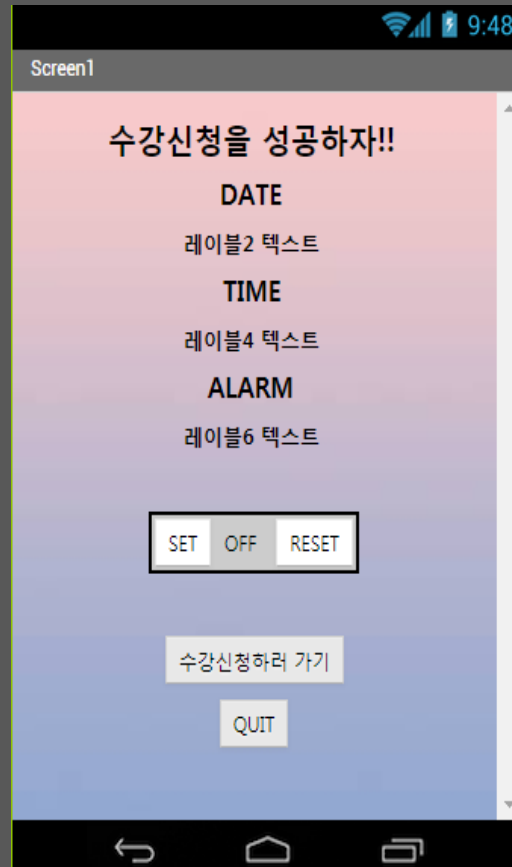 9:48
Screen1
수강신청을 성공하자!!
DATE
레이블2 텍스트
TIME
레이블4 텍스트
ALARM
레이블6 텍스트
SET OFF RESET
수강신청하러 가기
QUIT